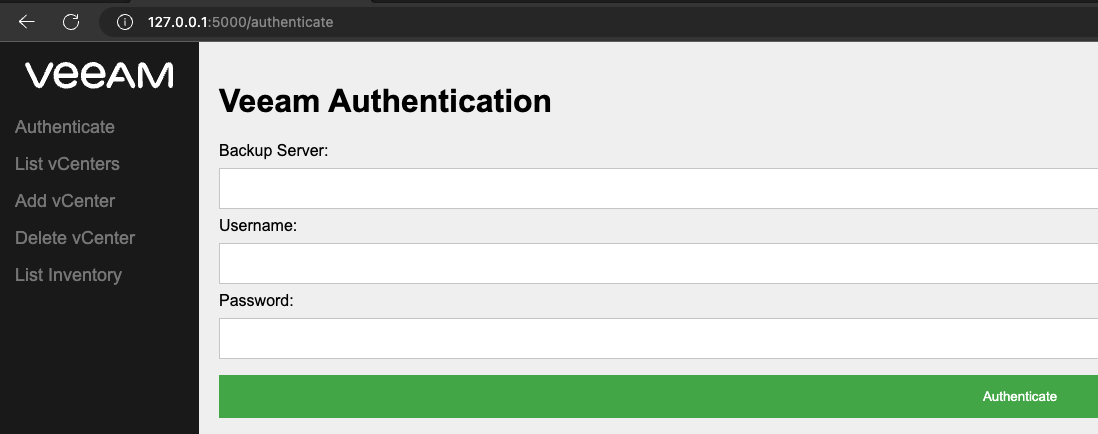 127.0.0.1:5000/authenticate
veeam
Authenticate
List vCenters
Add vCenter
Delete vCenter
List Inventory
Veeam Authentication
Backup Server:
Username:
Password:
Authenticate